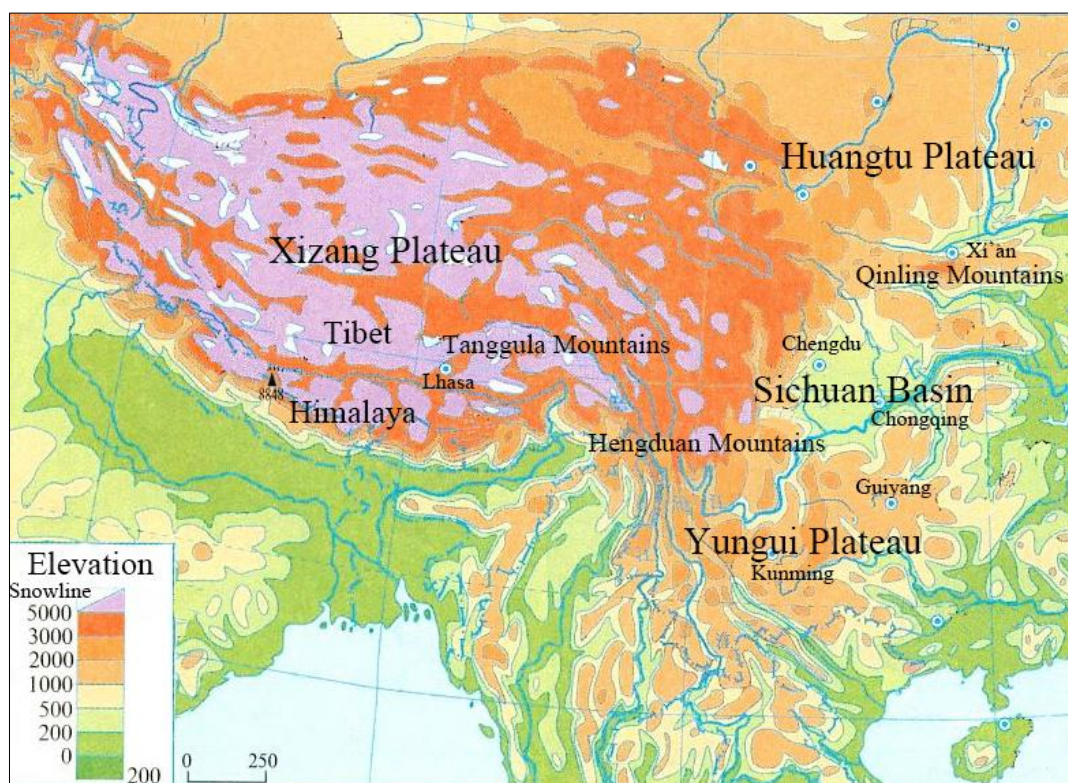 Huangtu Plateau
Xi`an
Qinling Mountains
Xizang Plateau
Tibet
Tanggula Mountains
Lhasa
8848
Himalaya
Chengdu
Sichuan Basin
Chongqing
Hengduan Mountains
Guiyang
Yungui Plateau
Kunming
Elevation
Snowline
5000
3000
2000
1000
500
200
0
200
0 250